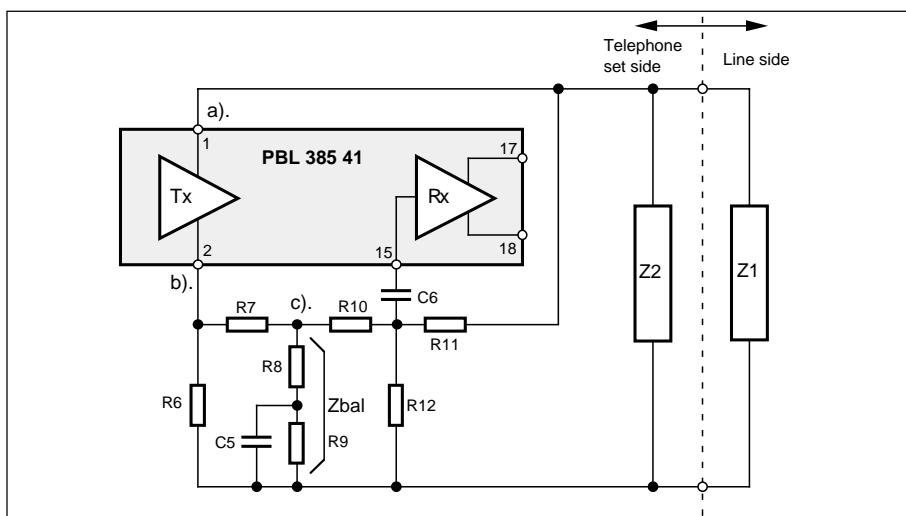 Telephone
set side
Line side
a).
1
PBL 385 41
17
Tx
Rx
2
15
18
b).
Z2
Z1
R7
c).
R10
C6
R11
R8
R6
Zbal
R12
C5
R9